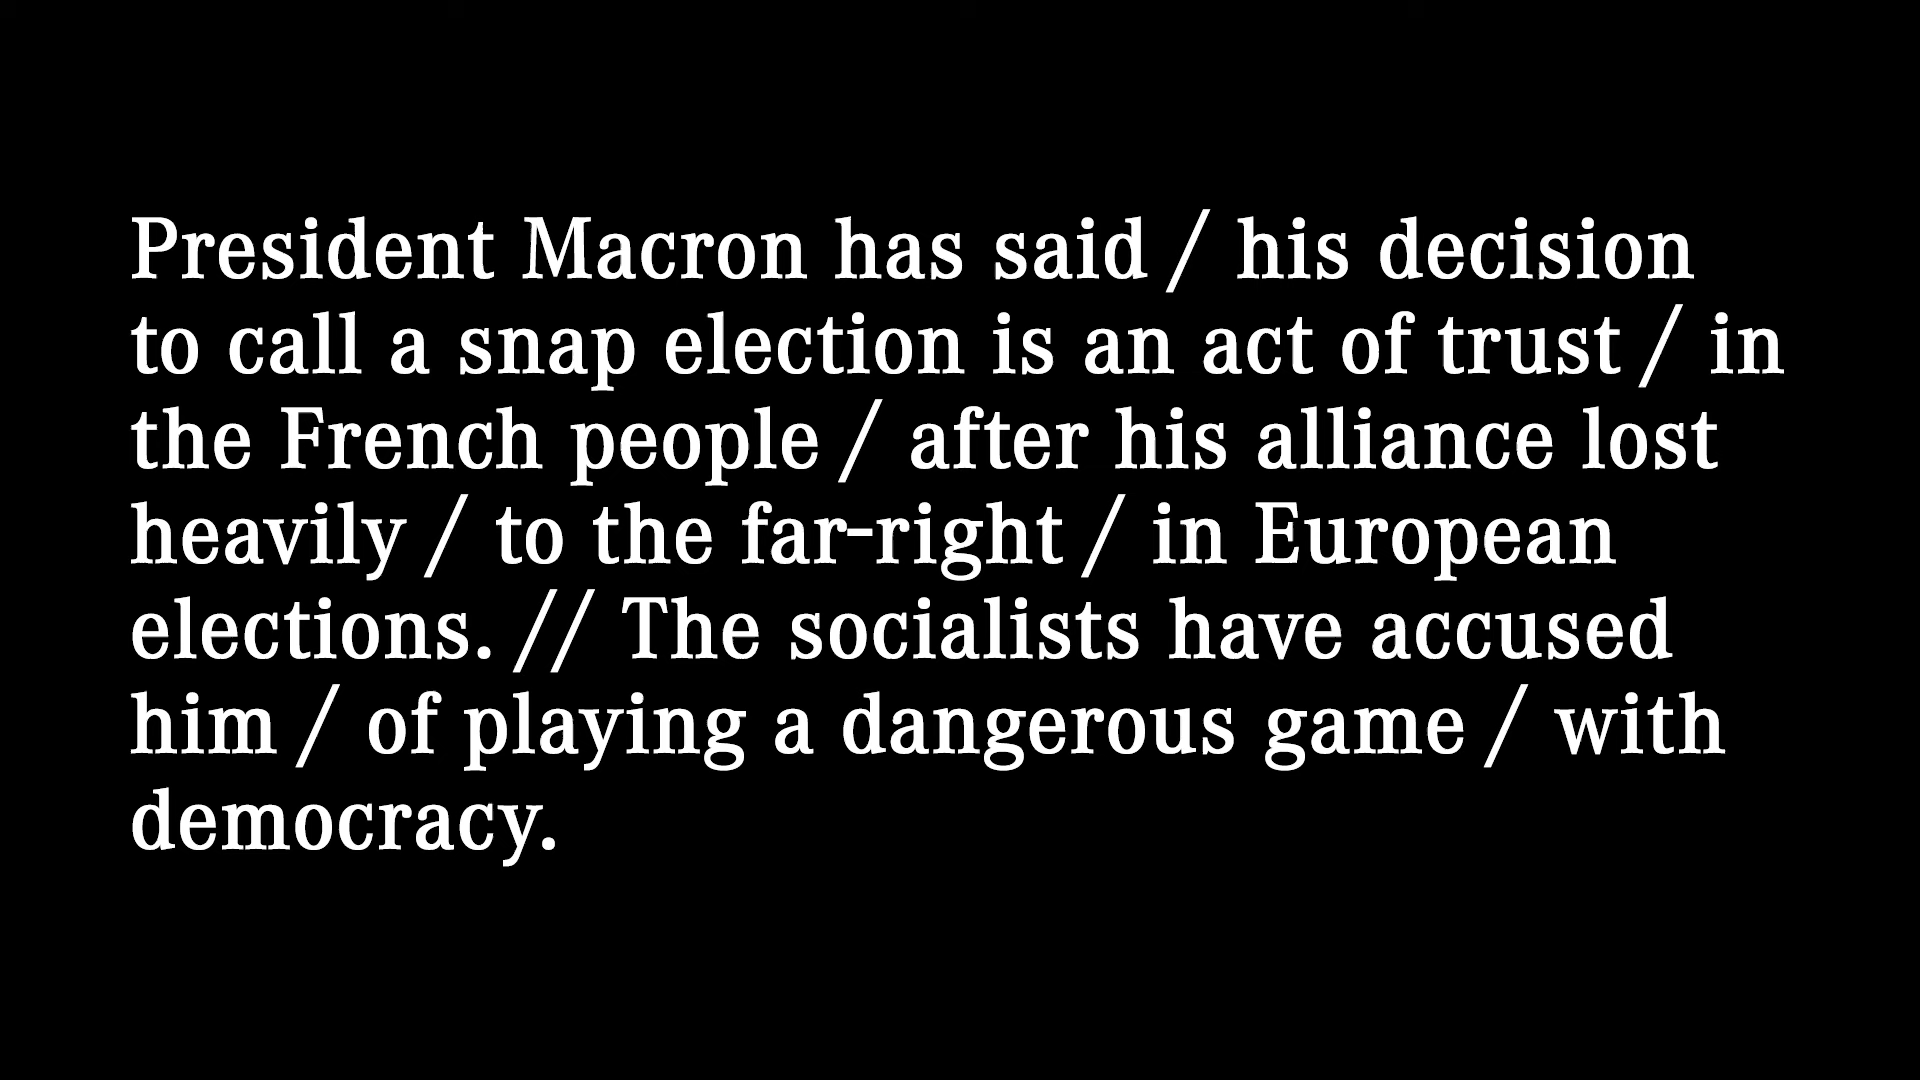 President Macron has said / his decision
to call a snap election is an act of trust / in
the French people / after his alliance lost
heavily / to the far-right / in European
elections. // The socialists have accused
him / of playing a dangerous game / with
democracy.